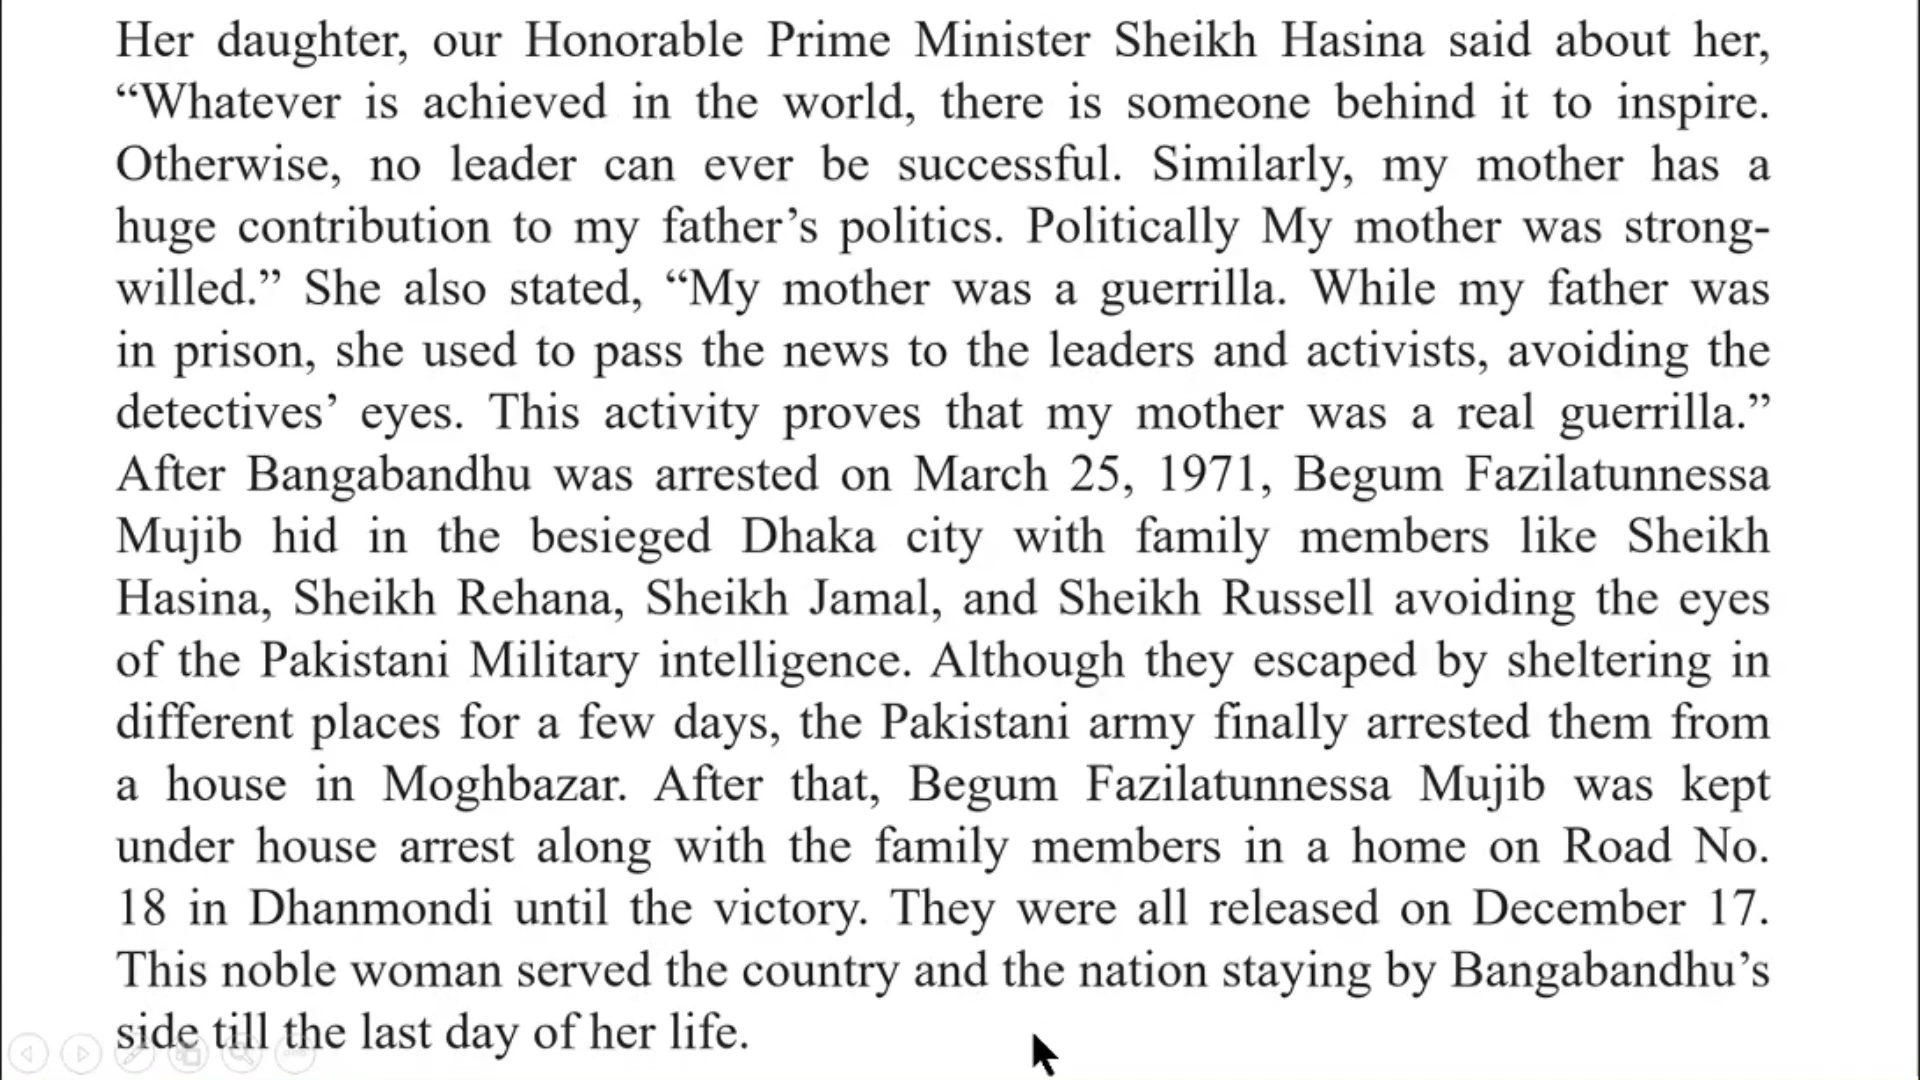 Her daughter, our Honorable Prime Minister Sheikh Hasina said about her,
“Whatever is achieved in the world, there is someone behind it to inspire.
Otherwise, no leader can ever be successful. Similarly, my mother has a
huge contribution to my father’s politics. Politically My mother was strong-
willed.” She also stated, “My mother was a guerrilla. While my father was
in prison, she used to pass the news to the leaders and activists, avoiding the
detectives’ eyes. This activity proves that my mother was a real guerrilla.”
After Bangabandhu was arrested on March 25, 1971, Begum Fazilatunnessa
Mujib hid in the besieged Dhaka city with family members like Sheikh
Hasina, Sheikh Rehana, Sheikh Jamal, and Sheikh Russell avoiding the eyes
of the Pakistani Military intelligence. Although they escaped by sheltering in
different places for a few days, the Pakistani army finally arrested them from
a house in Moghbazar. After that, Begum Fazilatunnessa Mujib was kept
under house arrest along with the family members in a home on Road No.
18 in Dhanmondi until the victory. They were all released on December 17.
This noble woman served the country and the nation staying by Bangabandhu’s
side till the last day of her life.